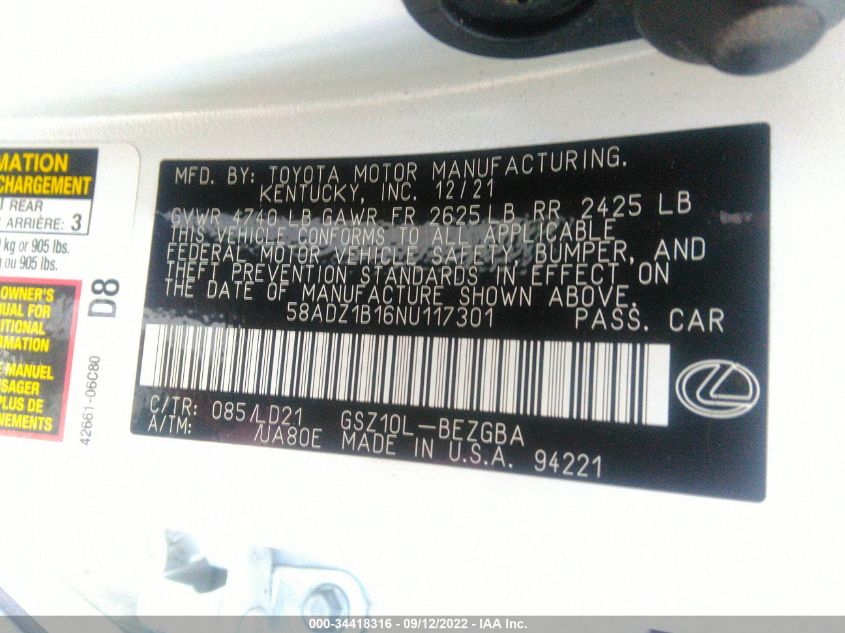 MATION
CHARGEMENT
T REAR
ARRIÈRE: 3
kg or 905 lbs.
ou 905 lbs.
OWNER'S
UAL FOR
ITIONAL
RMATION
E MANUEL
USAGER
PLUS DE
NEMENTS
D8
42661-06C80
MFD. BY: TOYOTA MOTOR MANUFACTURING.
KENTUCKY, INC. 12/21
GVWR 4740 LB GAWR FR 2625 LB RR 2425 LB
THIS VEHICLE CONFORMS TO ALL APPLICABLE
FEDERAL MOTOR VEHICLE SAFETY, BUMPER, AND
THEFT PREVENTION STANDARDS IN EFFECT ON
THE DATE OF MANUFACTURE SHOWN ABOVE.
58ADZ1B16NU117301 PASS. CAR
C/TR: 085/LD21 GSZ10L-BEZGBA
A/TM: /UA80E MADE IN U.S.A. 94221
000-34418316 - 09/12/2022 - IAA Inc.